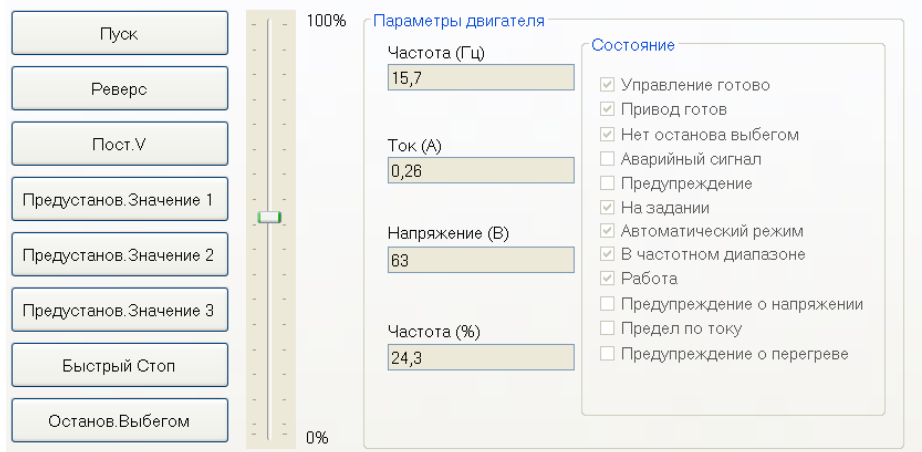 Пуск
Реверс
Пост.V
Предустанов.Значение 1
Предустанов.Значение 2
Предустанов.Значение 3
Быстрый Стоп
Останов.Выбегом
100%
0%
Параметры двигателя
Частота (Гц)
15,7
Ток (А)
0,26
Напряжение (В)
63
Частота (%)
24,3
Состояние
Управление готово
Привод готов
Нет останова выбегом
Аварийный сигнал
Предупреждение
На задании
Автоматический режим
В частотном диапазоне
Работа
Предупреждение о напряжении
Предел по току
Предупреждение о перегреве